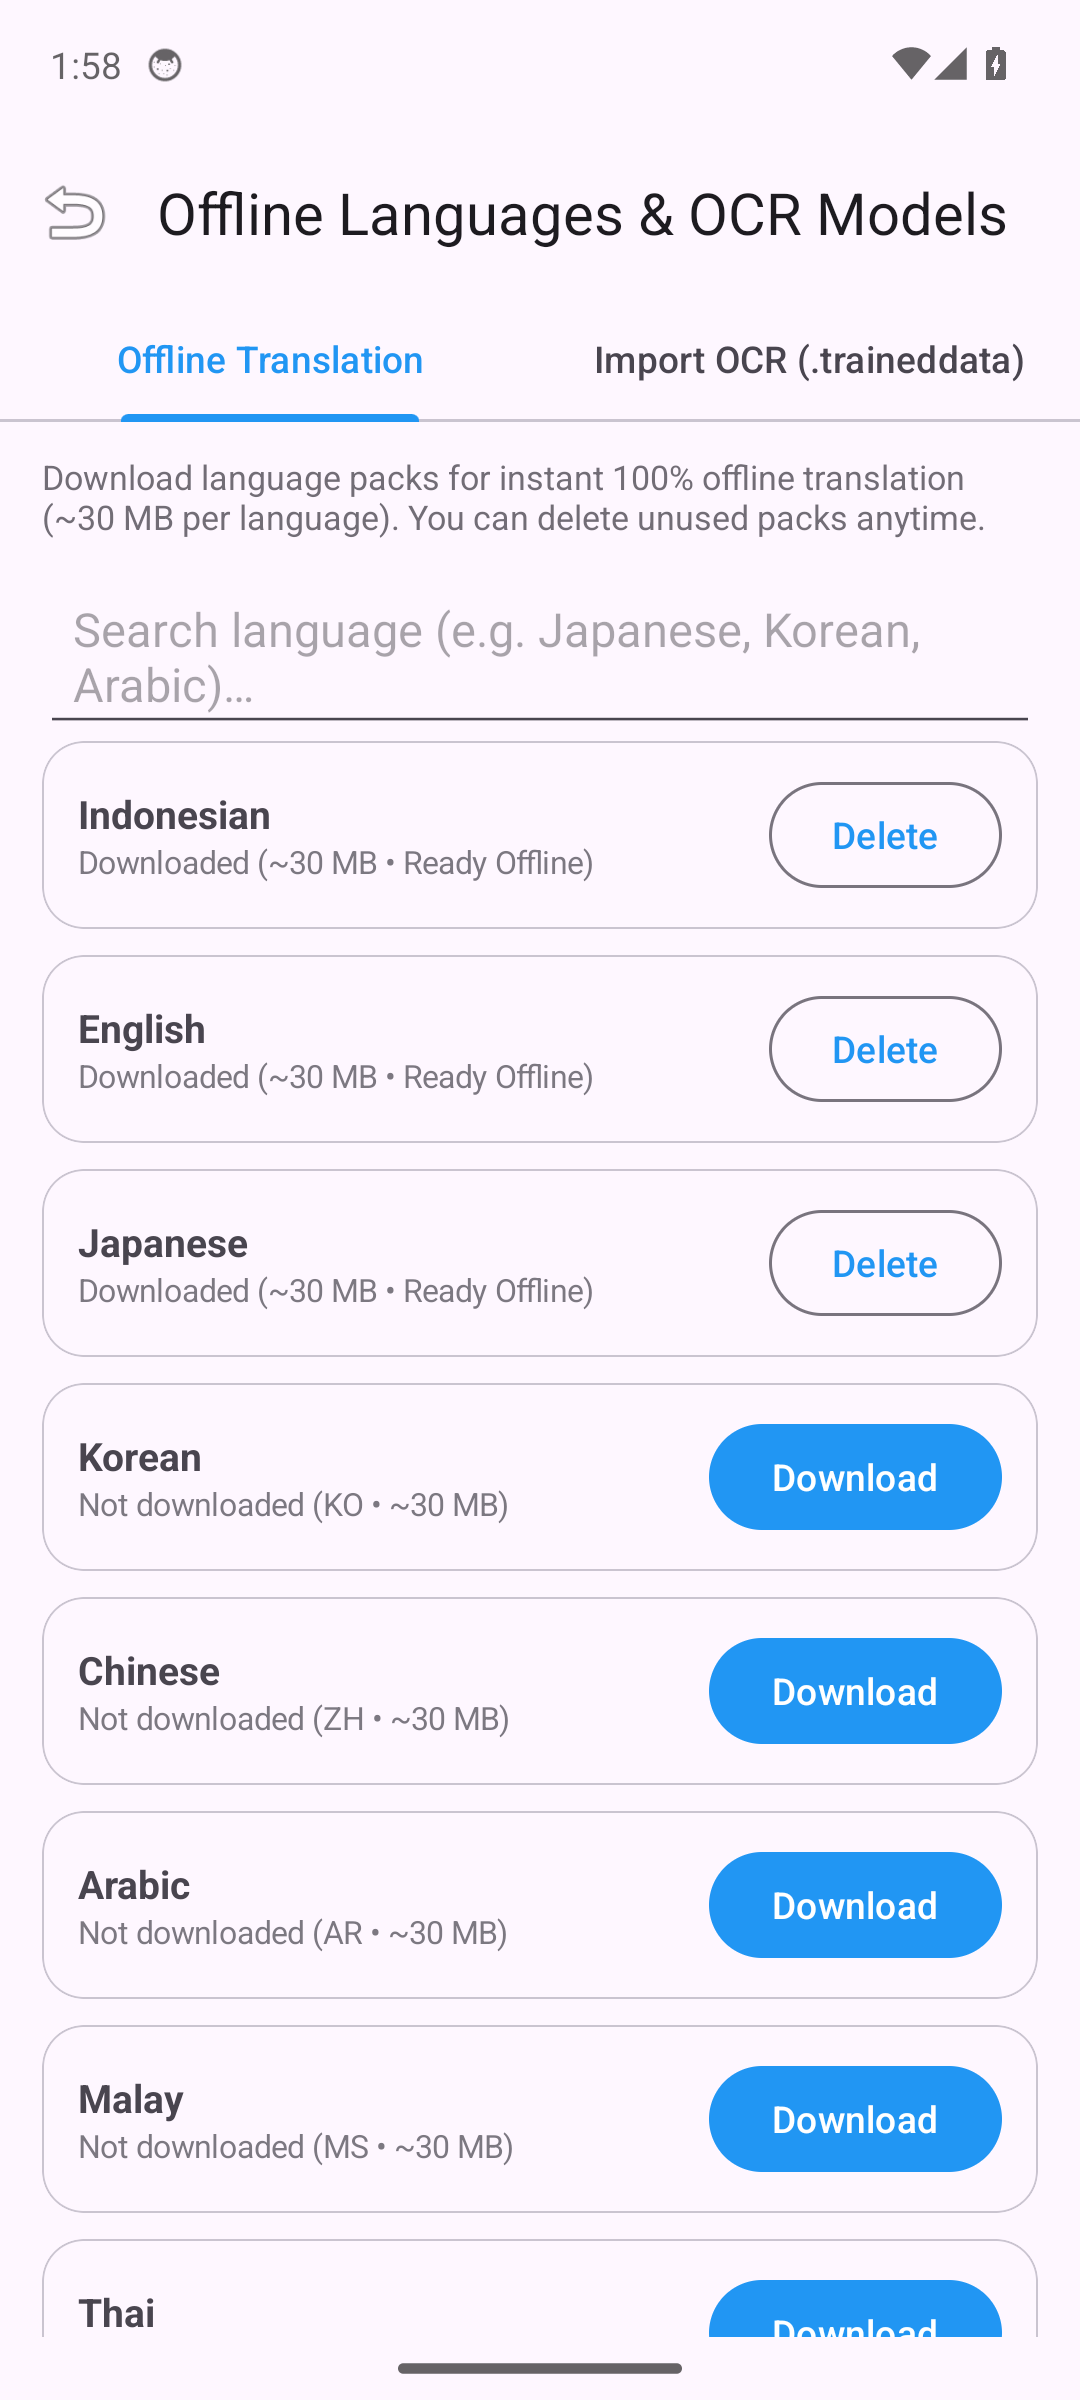 1:58
Offline Languages & OCR Models
Offline Translation
Import OCR (.traineddata)
Download language packs for instant 100% offline translation
(~30 MB per language). You can delete unused packs anytime.
Search language (e.g. Japanese, Korean,
Arabic)...
Indonesian
Downloaded (~30 MB • Ready Offline)
Delete
English
Downloaded (~30 MB • Ready Offline)
Delete
Japanese
Downloaded (~30 MB • Ready Offline)
Delete
Korean
Not downloaded (KO • ~30 MB)
Download
Chinese
Not downloaded (ZH • ~30 MB)
Download
Arabic
Not downloaded (AR • ~30 MB)
Download
Malay
Not downloaded (MS • ~30 MB)
Download
Thai
Download